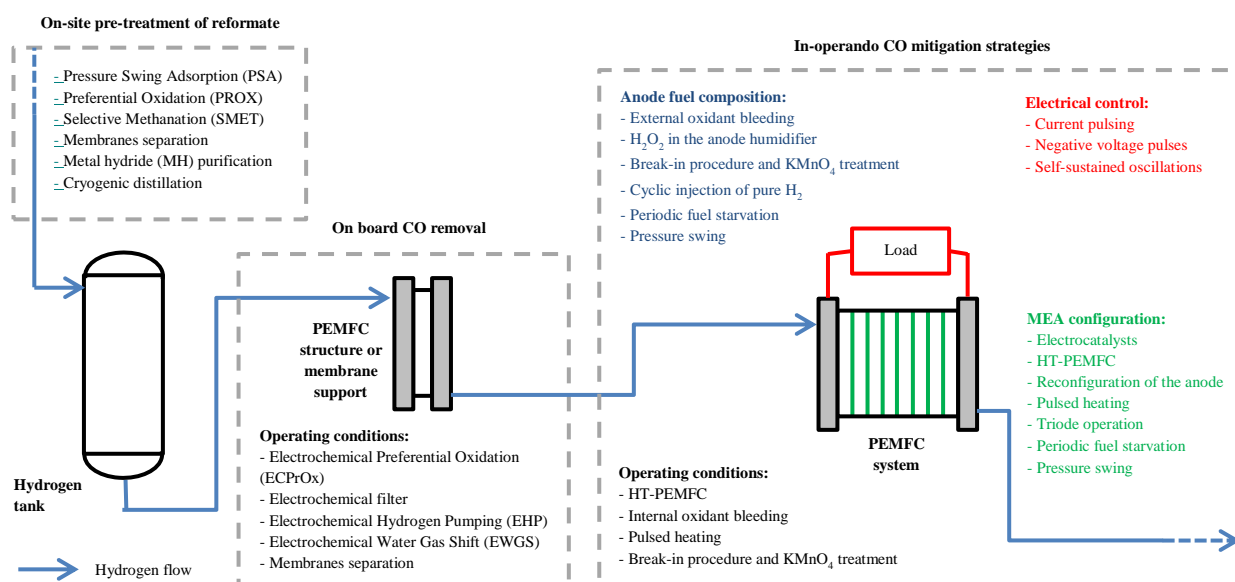 On-site pre-treatment of reformate
- Pressure Swing Adsorption (PSA)
- Preferential Oxidation (PROX)
- Selective Methanation (SMET)
- Membranes separation
- Metal hydride (MH) purification
- Cryogenic distillation
Hydrogen
tank
Hydrogen flow
On board CO removal
PEMFC
structure or
membrane
support
Operating conditions:
- Electrochemical Preferential Oxidation
(ECPrOx)
- Electrochemical filter
- Electrochemical Hydrogen Pumping (EHP)
- Electrochemical Water Gas Shift (EWGS)
- Membranes separation
In-operando CO mitigation strategies
Anode fuel composition:
- External oxidant bleeding
- H₂O₂ in the anode humidifier
- Break-in procedure and KMnO₄ treatment
- Cyclic injection of pure H₂
- Periodic fuel starvation
- Pressure swing
Electrical control:
- Current pulsing
- Negative voltage pulses
- Self-sustained oscillations
Load
PEMFC
system
MEA configuration:
- Electrocatalysts
- HT-PEMFC
- Reconfiguration of the anode
- Pulsed heating
- Triode operation
- Periodic fuel starvation
- Pressure swing
Operating conditions:
- HT-PEMFC
- Internal oxidant bleeding
- Pulsed heating
- Break-in procedure and KMnO₄ treatment